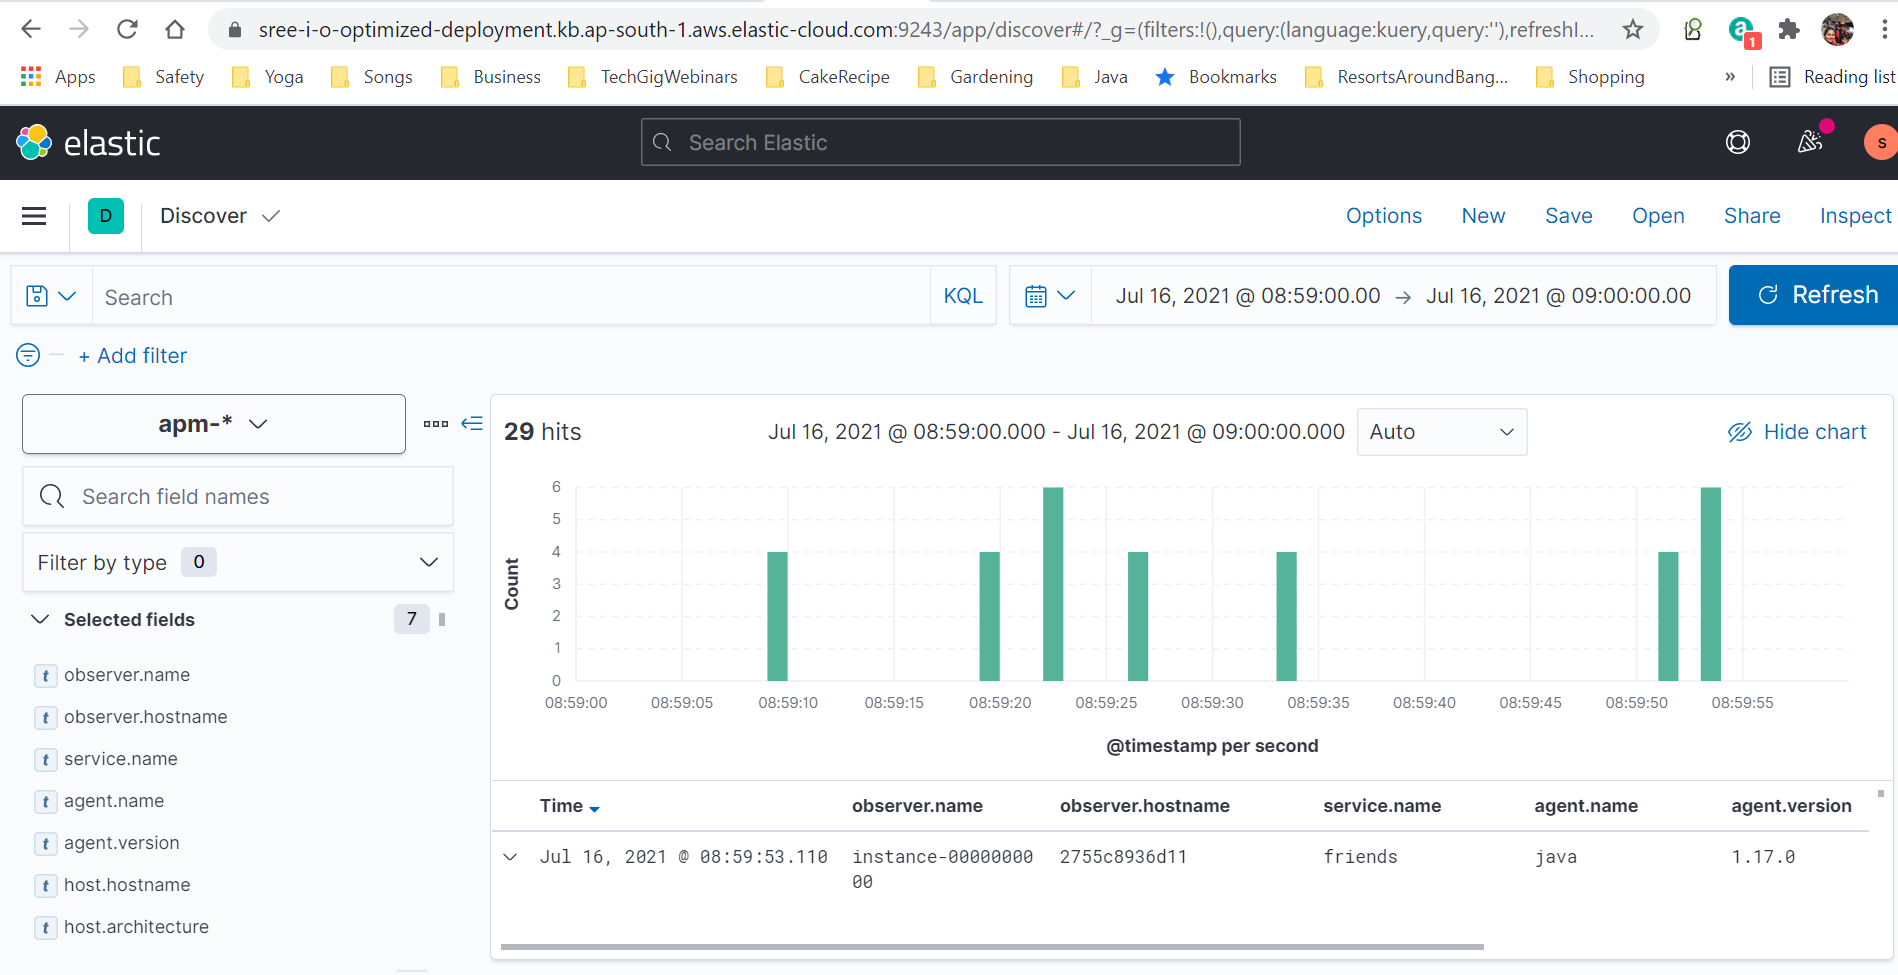 sree-i-o-optimized-deployment.kb.ap-south-1.aws.elastic-cloud.com:9243/app/discover#/?_g=(filters:!(),query:(language:kuery,query:''),refreshI...
1
Apps Safety Yoga Songs Business TechGigWebinars CakeRecipe Gardening Java Bookmarks ResortsAroundBang... Shopping » Reading list
elastic Search Elastic s
D Discover Options New Save Open Share Inspect
Search KQL Jul 16, 2021 @ 08:59:00.00 → Jul 16, 2021 @ 09:00:00.00 Refresh
+ Add filter
apm-*
Search field names
Filter by type 0
Selected fields 7
t observer.name
t observer.hostname
t service.name
t agent.name
t agent.version
t host.hostname
t host.architecture
29 hits Jul 16, 2021 @ 08:59:00.000 - Jul 16, 2021 @ 09:00:00.000 Auto Hide chart
6
5
4
3
2
1
0
Count
08:59:00 08:59:05 08:59:10 08:59:15 08:59:20 08:59:25 08:59:30 08:59:35 08:59:40 08:59:45 08:59:50 08:59:55
@timestamp per second
Time observer.name observer.hostname service.name agent.name agent.version
Jul 16, 2021 @ 08:59:53.110 instance-00000000 2755c8936d11 friends java 1.17.0
00